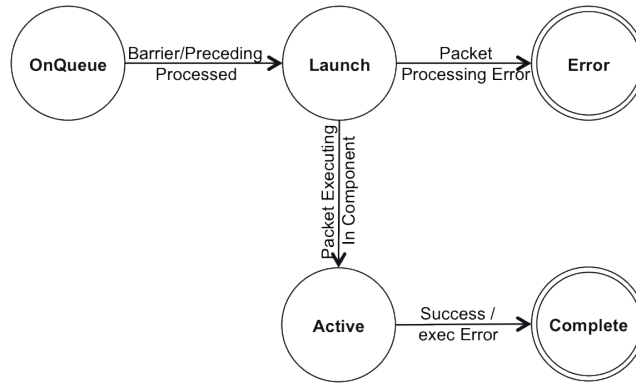 OnQueue
Barrier/Preceding
Processed
Launch
Packet
Processing Error
Error
Packet Executing
In Component
Active
Success /
exec Error
Complete